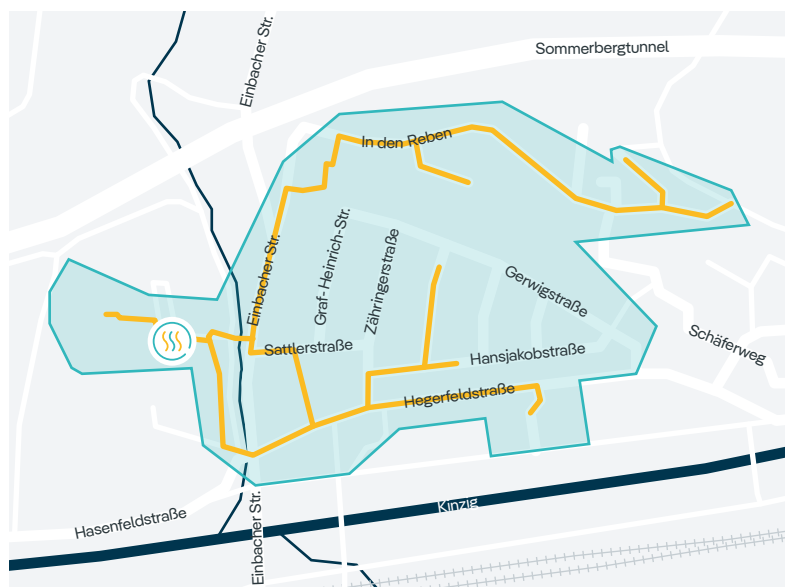 Einbacher Str.
Sommerbergtunnel
In den Reben
Einbacher Str.
Graf-Heinrich-Str.
Zähringerstraße
Gerwigstraße
Sattlerstraße
Hansjakobstraße
Schäferweg
Hegerfeldstraße
Hasenfeldstraße
Einbacher Str.
Kinzig